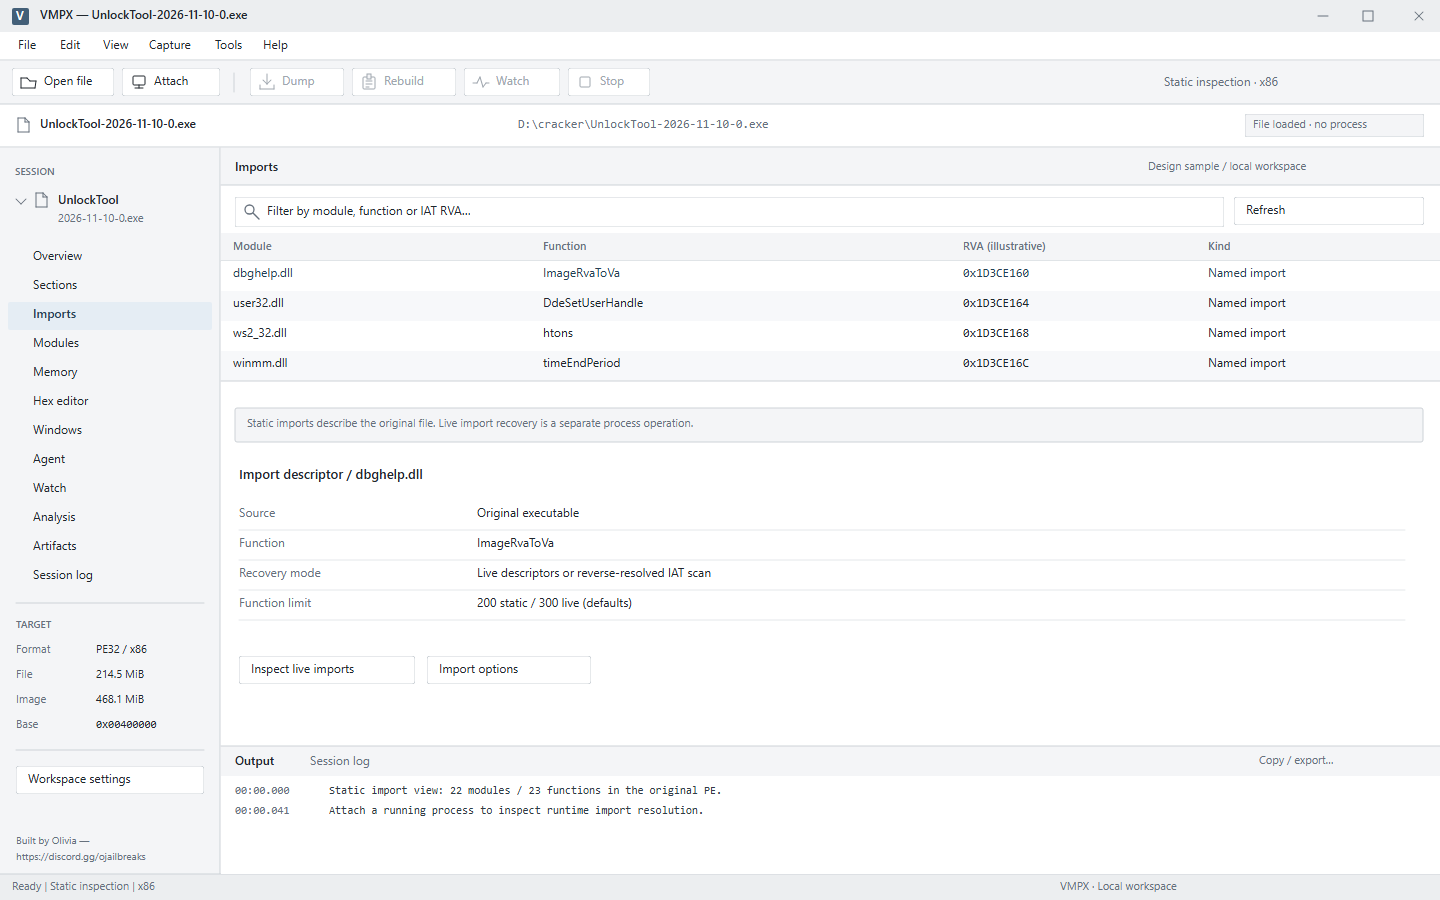 V VMPX — UnlockTool-2026-11-10-0.exe
File Edit View Capture Tools Help
Open file Attach Dump Rebuild Watch Stop Static inspection · x86
UnlockTool-2026-11-10-0.exe D:\cracker\UnlockTool-2026-11-10-0.exe File loaded · no process
SESSION
UnlockTool
2026-11-10-0.exe
Overview
Sections
Imports
Modules
Memory
Hex editor
Windows
Agent
Watch
Analysis
Artifacts
Session log
TARGET
Format PE32 / x86
File 214.5 MiB
Image 468.1 MiB
Base 0x00400000
Workspace settings
Built by Olivia —
https://discord.gg/ojailbreaks
Imports Design sample / local workspace
Filter by module, function or IAT RVA... Refresh
Module Function RVA (illustrative) Kind
dbghelp.dll ImageRvaToVa 0x1D3CE160 Named import
user32.dll DdeSetUserHandle 0x1D3CE164 Named import
ws2_32.dll htons 0x1D3CE168 Named import
winmm.dll timeEndPeriod 0x1D3CE16C Named import
Static imports describe the original file. Live import recovery is a separate process operation.
Import descriptor / dbghelp.dll
Source Original executable
Function ImageRvaToVa
Recovery mode Live descriptors or reverse-resolved IAT scan
Function limit 200 static / 300 live (defaults)
Inspect live imports Import options
Output Session log Copy / export...
00:00.000 Static import view: 22 modules / 23 functions in the original PE.
00:00.041 Attach a running process to inspect runtime import resolution.
Ready | Static inspection | x86 VMPX · Local workspace